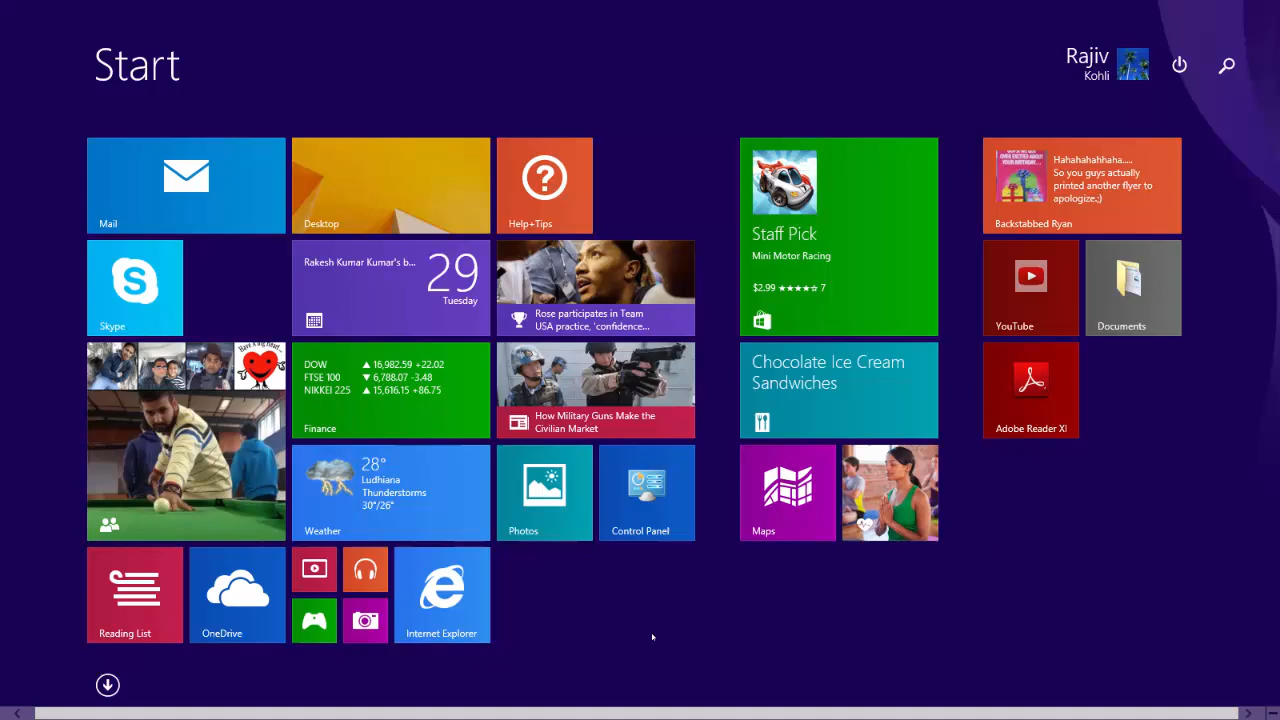 Start
Rajiv
Kohli
Mail
Desktop
Help+Tips
Skype
Rakesh Kumar Kumar's b...
29
Tuesday
Rose participates in Team
USA practice, 'confidence...
DOW 16,982.59 +22.02
FTSE 100 6,788.07 -3.48
NIKKEI 225 15,616.15 +86.75
Finance
How Military Guns Make the
Civilian Market
28°
Ludhiana
Thunderstorms
30°/26°
Weather
Photos
Control Panel
Reading List
OneDrive
Internet Explorer
Staff Pick
Mini Motor Racing
$2.99 ★★★★☆ 7
Chocolate Ice Cream
Sandwiches
Maps
Hahahahahhaha.....
So you guys actually
printed another flyer to
apologize.;)
Backstabbed Ryan
YouTube
Documents
Adobe Reader XI